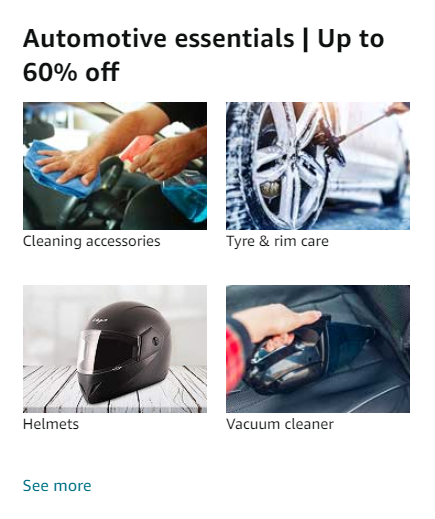 Automotive essentials | Up to
60% off
Cleaning accessories
Tyre & rim care
Helmets
Vacuum cleaner
See more